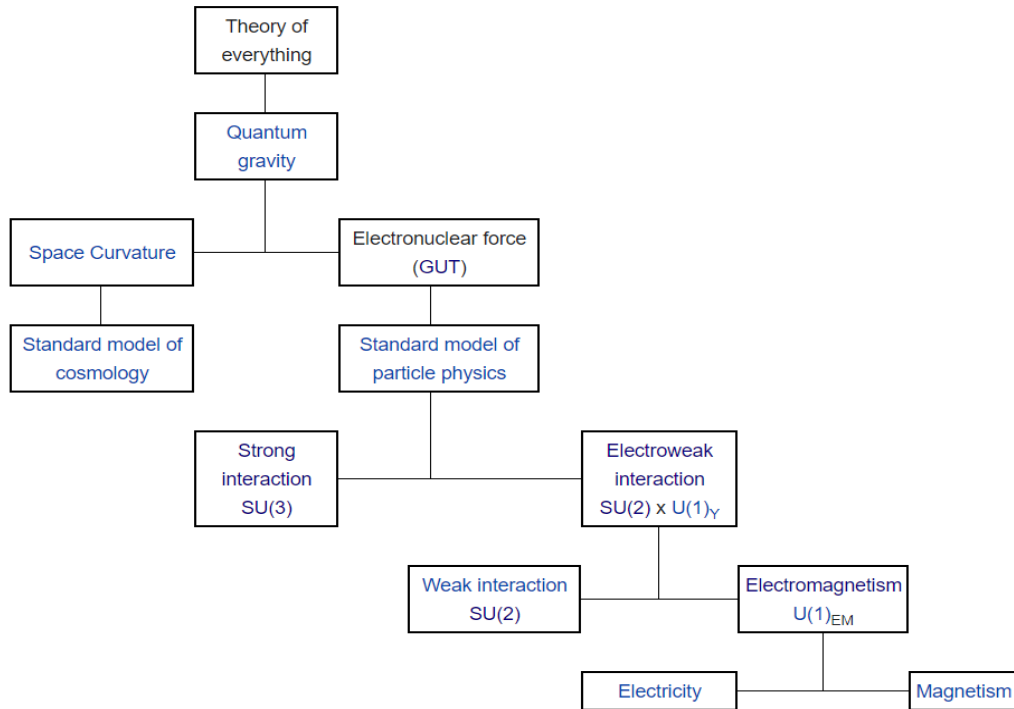 Theory of
everything
Quantum
gravity
Space Curvature
Electronuclear force
(GUT)
Standard model of
cosmology
Standard model of
particle physics
Strong
interaction
SU(3)
Electroweak
interaction
SU(2) x U(1)Y
Weak interaction
SU(2)
Electromagnetism
U(1)EM
Electricity
Magnetism